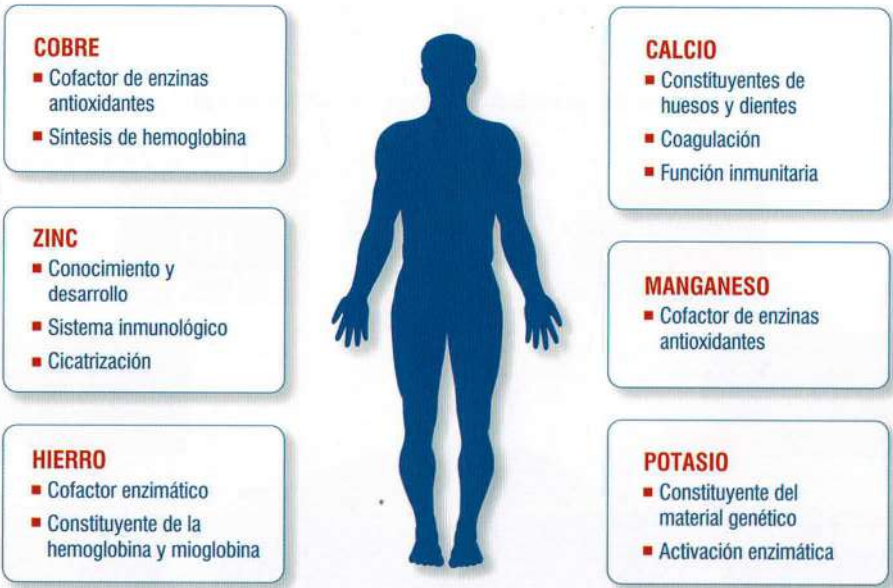 COBRE
Cofactor de enzinas
antioxidantes
Síntesis de hemoglobina
ZINC
Conocimiento y
desarrollo
Sistema inmunológico
Cicatrización
HIERRO
Cofactor enzimático
Constituyente de la
hemoglobina y mioglobina
CALCIO
Constituyentes de
huesos y dientes
Coagulación
Función inmunitaria
MANGANESO
Cofactor de enzinas
antioxidantes
POTASIO
Constituyente del
material genético
Activación enzimática